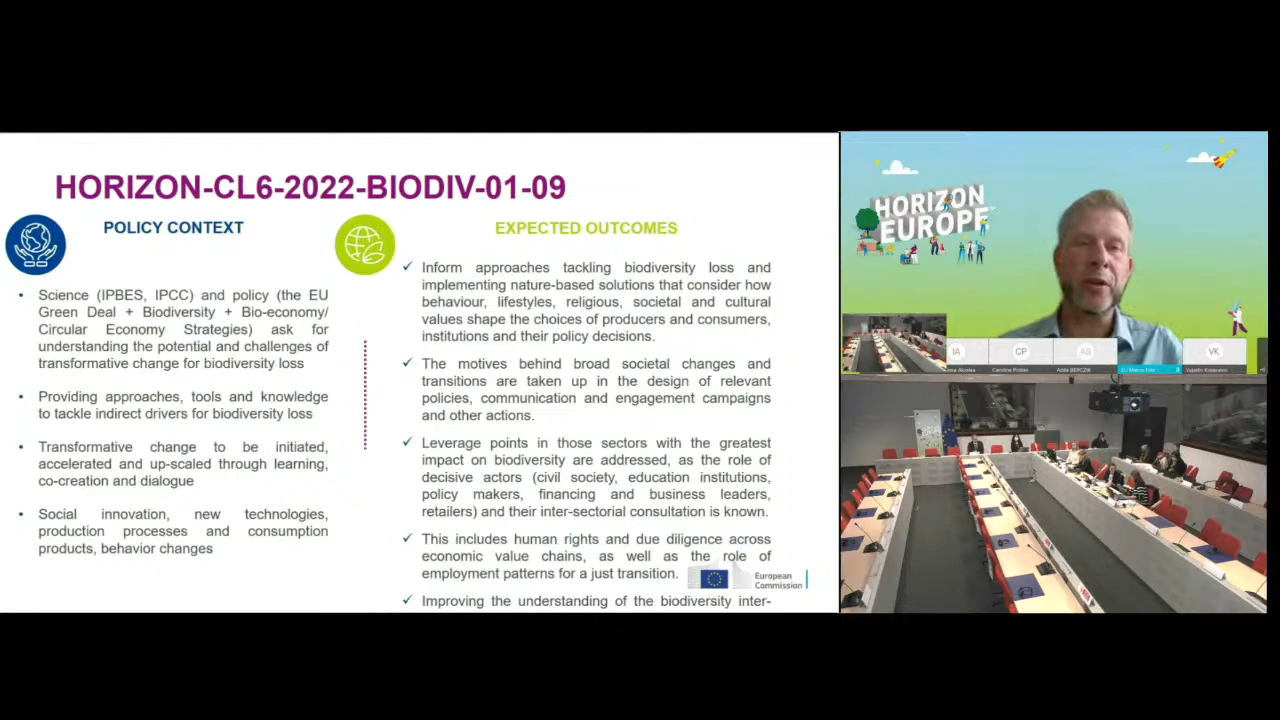 HORIZON-CL6-2022-BIODIV-01-09
POLICY CONTEXT
• Science (IPBES, IPCC) and policy (the EU
Green Deal + Biodiversity + Bio-economy/
Circular Economy Strategies) ask for
understanding the potential and challenges of
transformative change for biodiversity loss
• Providing approaches, tools and knowledge
to tackle indirect drivers for biodiversity loss
• Transformative change to be initiated,
accelerated and up-scaled through learning,
co-creation and dialogue
• Social innovation, new technologies,
production processes and consumption
products, behavior changes
EXPECTED OUTCOMES
✓ Inform approaches tackling biodiversity loss and
implementing nature-based solutions that consider how
behaviour, lifestyles, religious, societal and cultural
values shape the choices of producers and consumers,
institutions and their policy decisions.
✓ The motives behind broad societal changes and
transitions are taken up in the design of relevant
policies, communication and engagement campaigns
and other actions.
✓ Leverage points in those sectors with the greatest
impact on biodiversity are addressed, as the role of
decisive actors (civil society, education institutions,
policy makers, financing and business leaders,
retailers) and their inter-sectorial consultation is known.
✓ This includes human rights and due diligence across
economic value chains, as well as the role of
employment patterns for a just transition.
✓ Improving the understanding of the biodiversity inter-
European
Commission
HORIZON
EUROPE
IA
CP
AB
VK